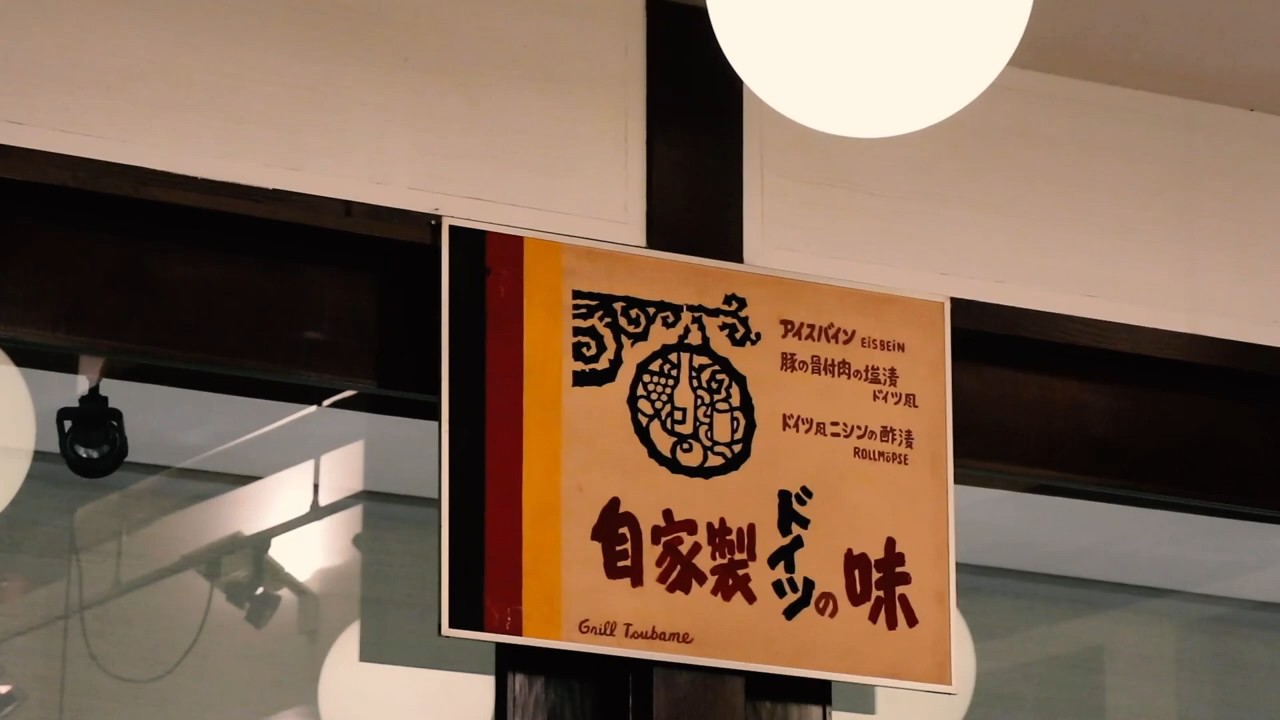 アイスバイン EiSBEiN
豚の骨付肉の塩漬
ドイツ風
ドイツ風ニシンの酢漬
ROLLMöPSE
自家製ドイツの味
Grill Tsubame